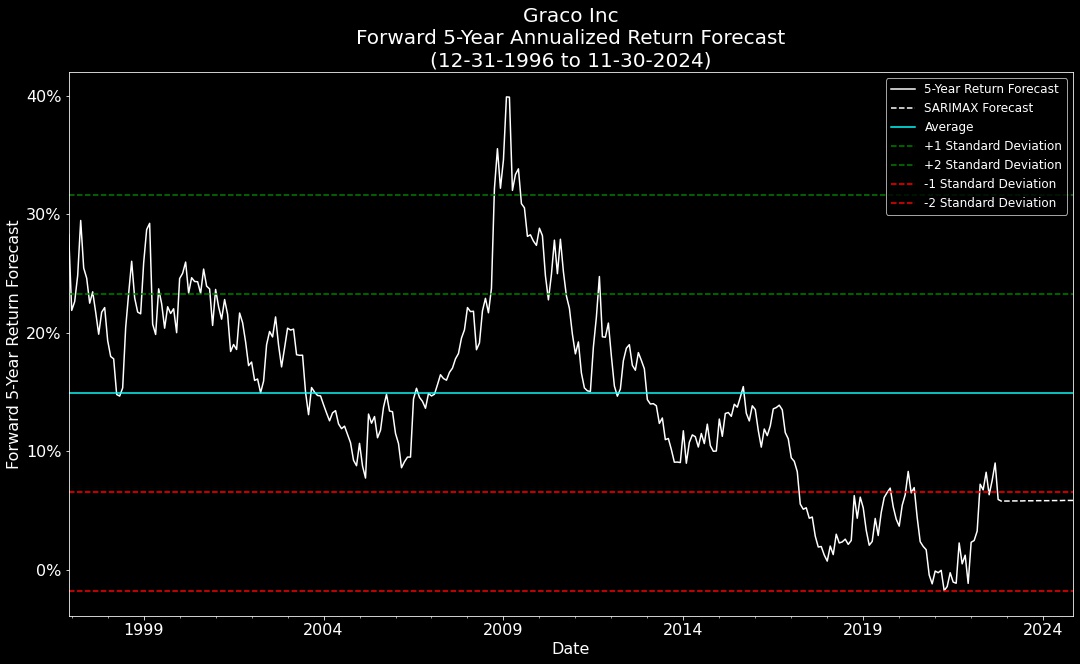 Graco Inc
Forward 5-Year Annualized Return Forecast
(12-31-1996 to 11-30-2024)
5-Year Return Forecast
SARIMAX Forecast
Average
+1 Standard Deviation
+2 Standard Deviation
-1 Standard Deviation
-2 Standard Deviation
Forward 5-Year Return Forecast
40%
30%
20%
10%
0%
1999
2004
2009
2014
2019
2024
Date